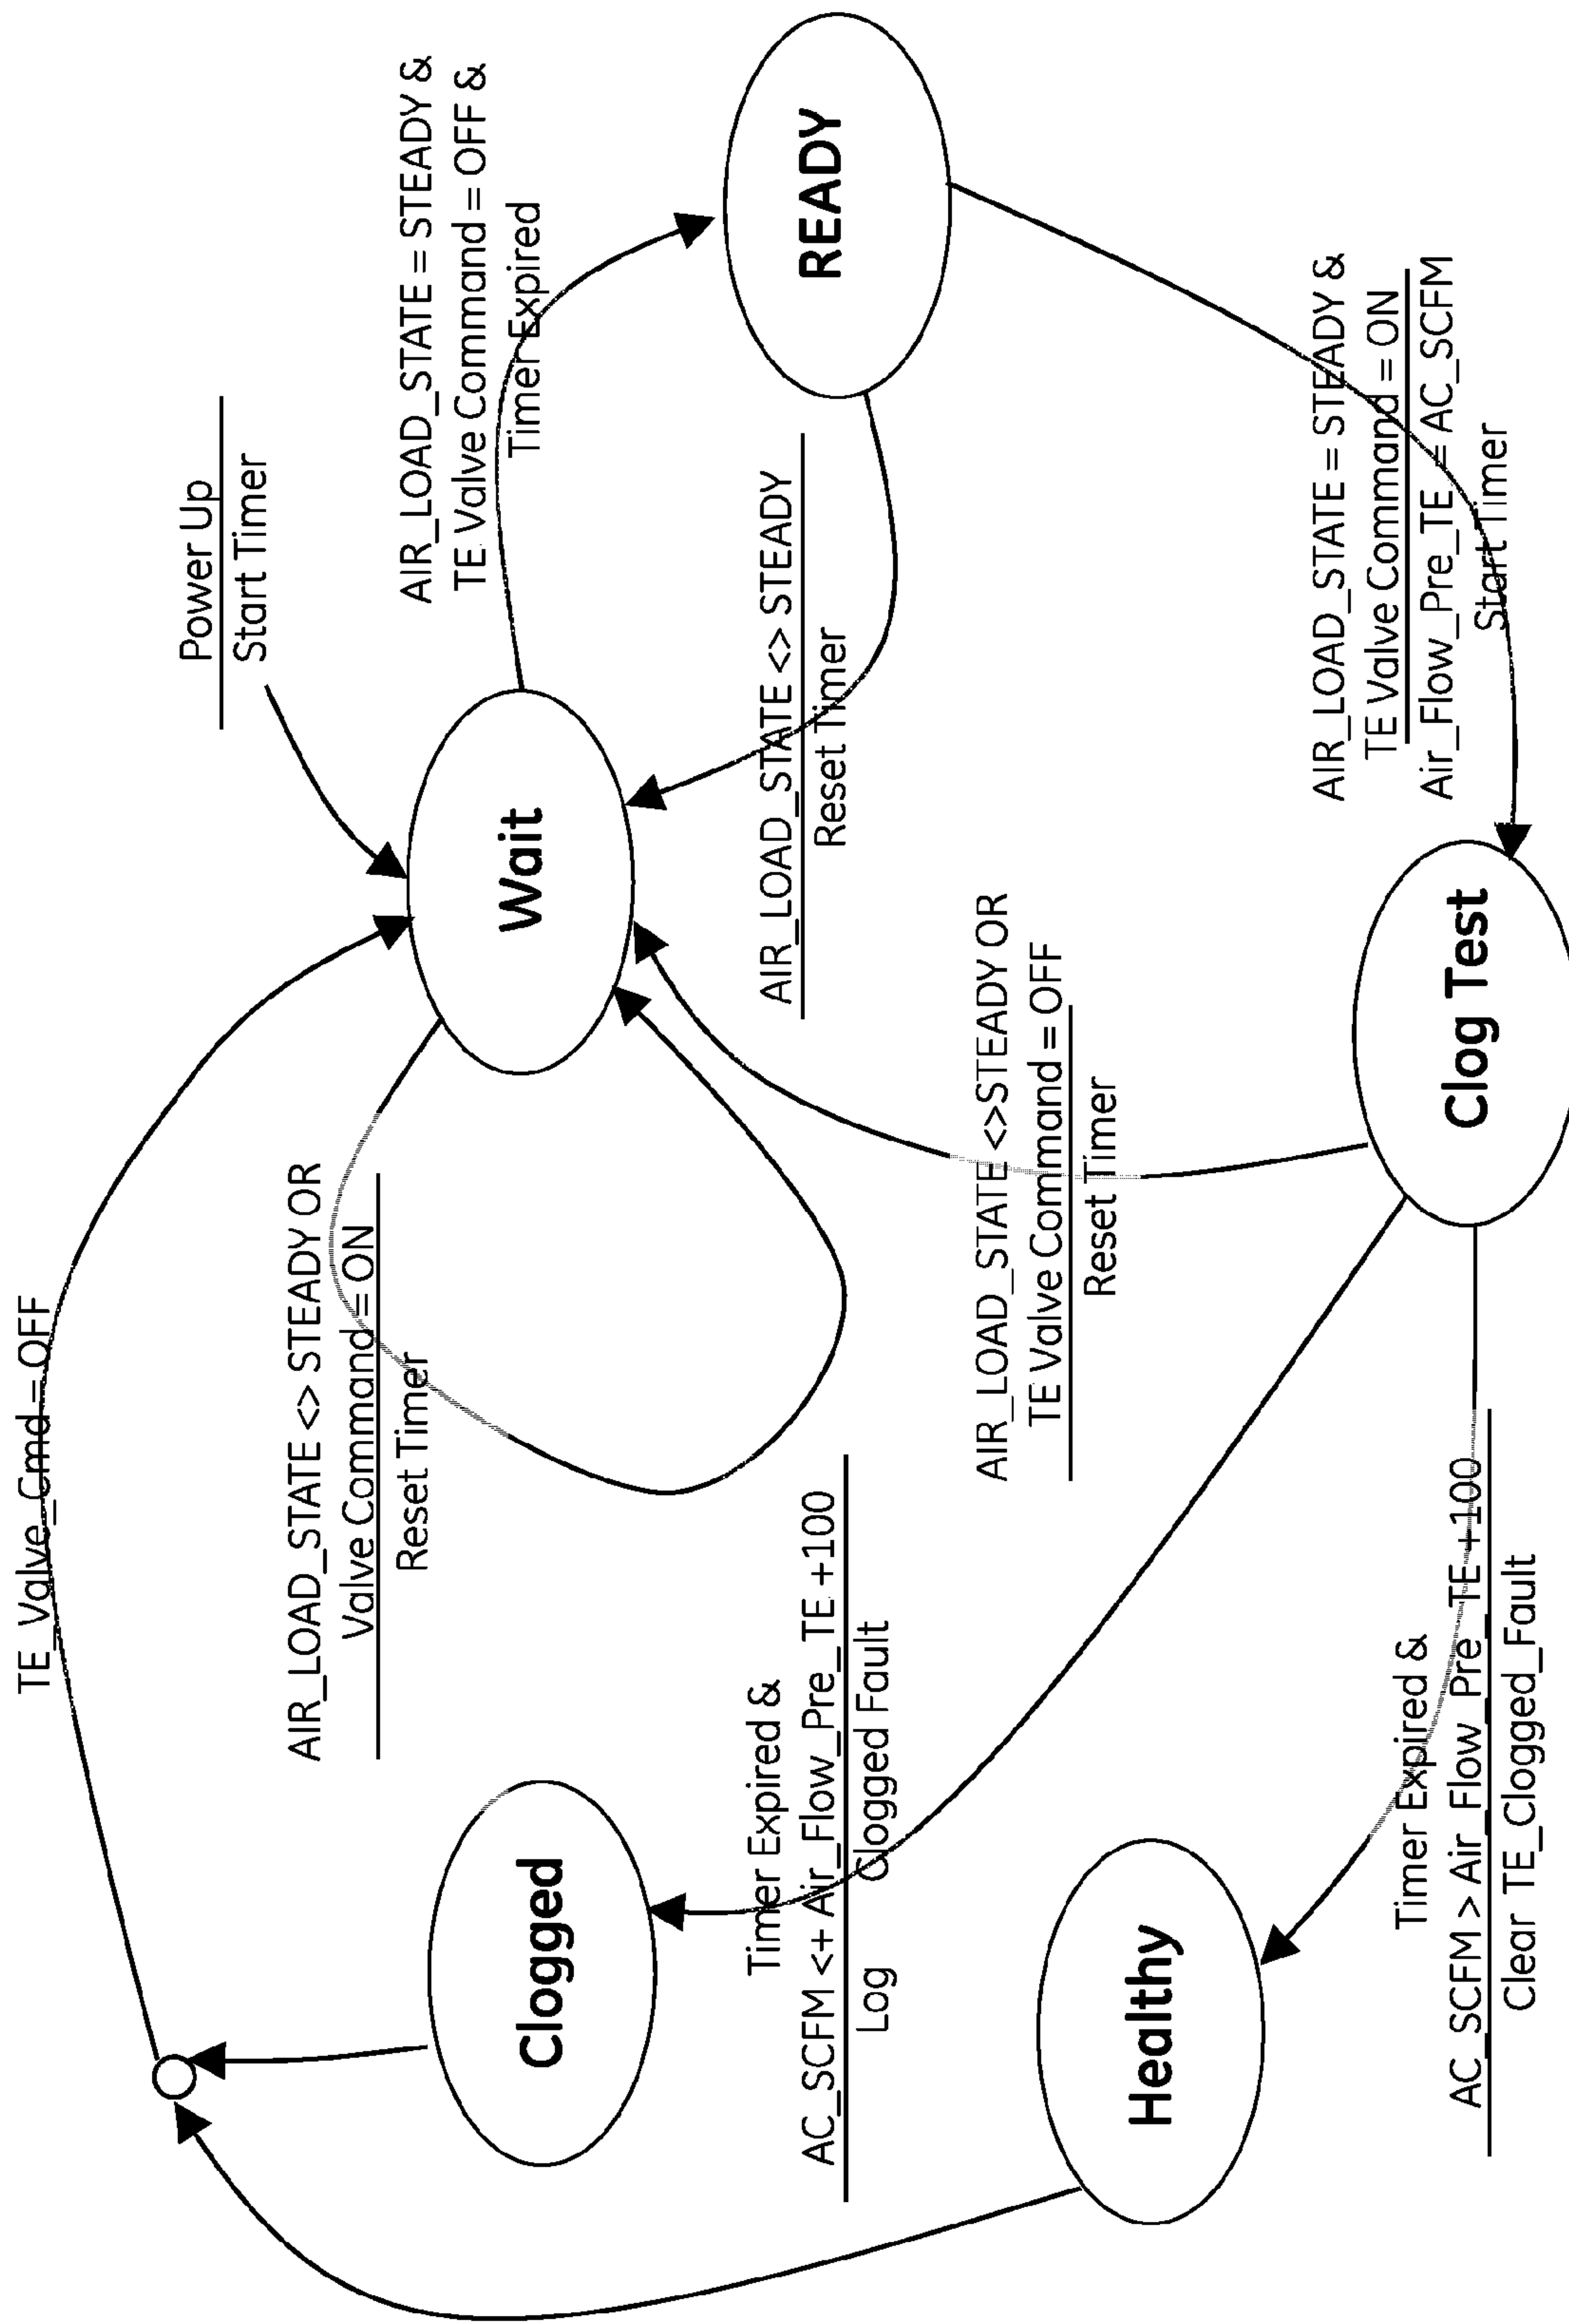 TE_Valve_Cmd = OFF
Power Up
Start Timer
AIR_LOAD_STATE <> STEADY OR
Valve Command = ON
Reset Timer
AIR_LOAD_STATE = STEADY &
TE Valve Command = OFF &
Timer Expired
Clogged
Wait
READY
Timer Expired &
AC_SCFM <+ Air_Flow_Pre_TE +100
Log Clogged Fault
AIR_LOAD_STATE <> STEADY
Reset Timer
AIR_LOAD_STATE <>STEADY OR
TE Valve Command = OFF
Reset Timer
Healthy
AIR_LOAD_STATE = STEADY &
TE Valve Command = ON
Air_Flow_Pre_TE = AC_SCFM
Start Timer
Timer Expired &
AC_SCFM > Air_Flow_Pre_TE +100
Clear TE_Clogged_Fault
Clog Test